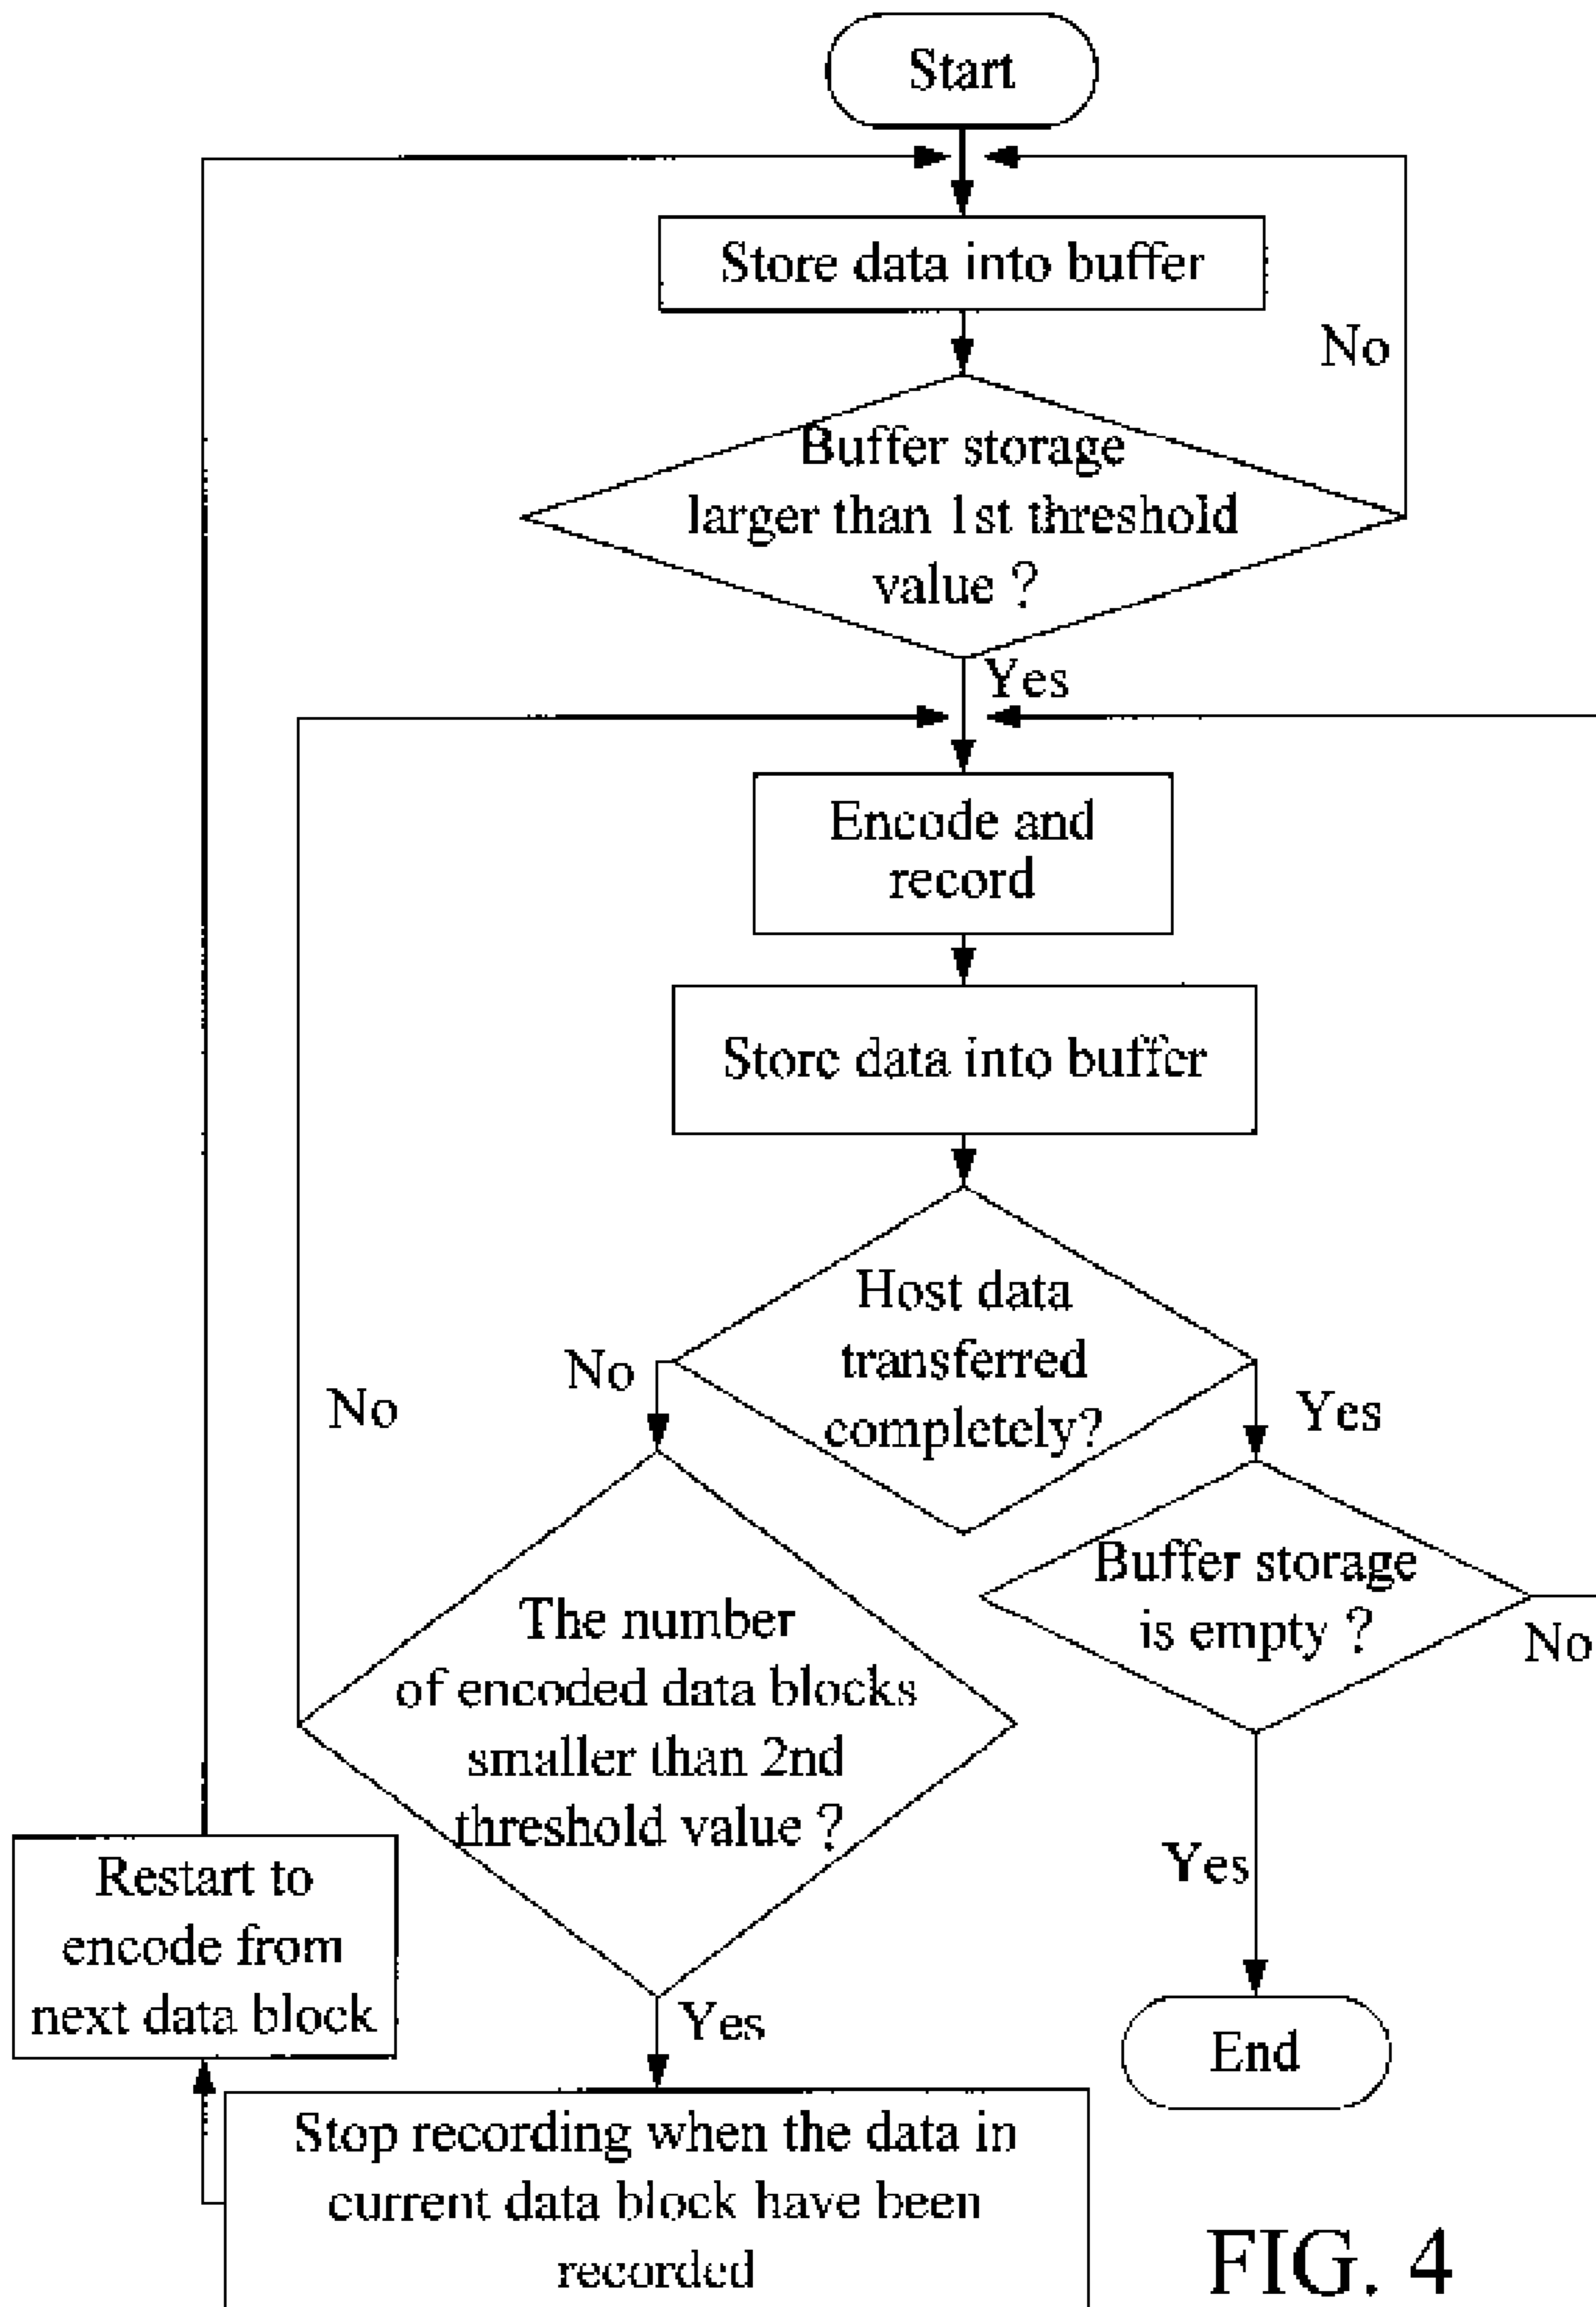 Start
Store data into buffer
No
Buffer storage
larger than 1st threshold
value ?
Yes
Encode and
record
Store data into buffer
Host data
transferred
completely?
No
No
Yes
Buffer storage
is empty ?
No
The number
of encoded data blocks
smaller than 2nd
threshold value ?
Yes
Restart to
encode from
next data block
Yes
End
Stop recording when the data in
current data block have been
recorded
FIG. 4